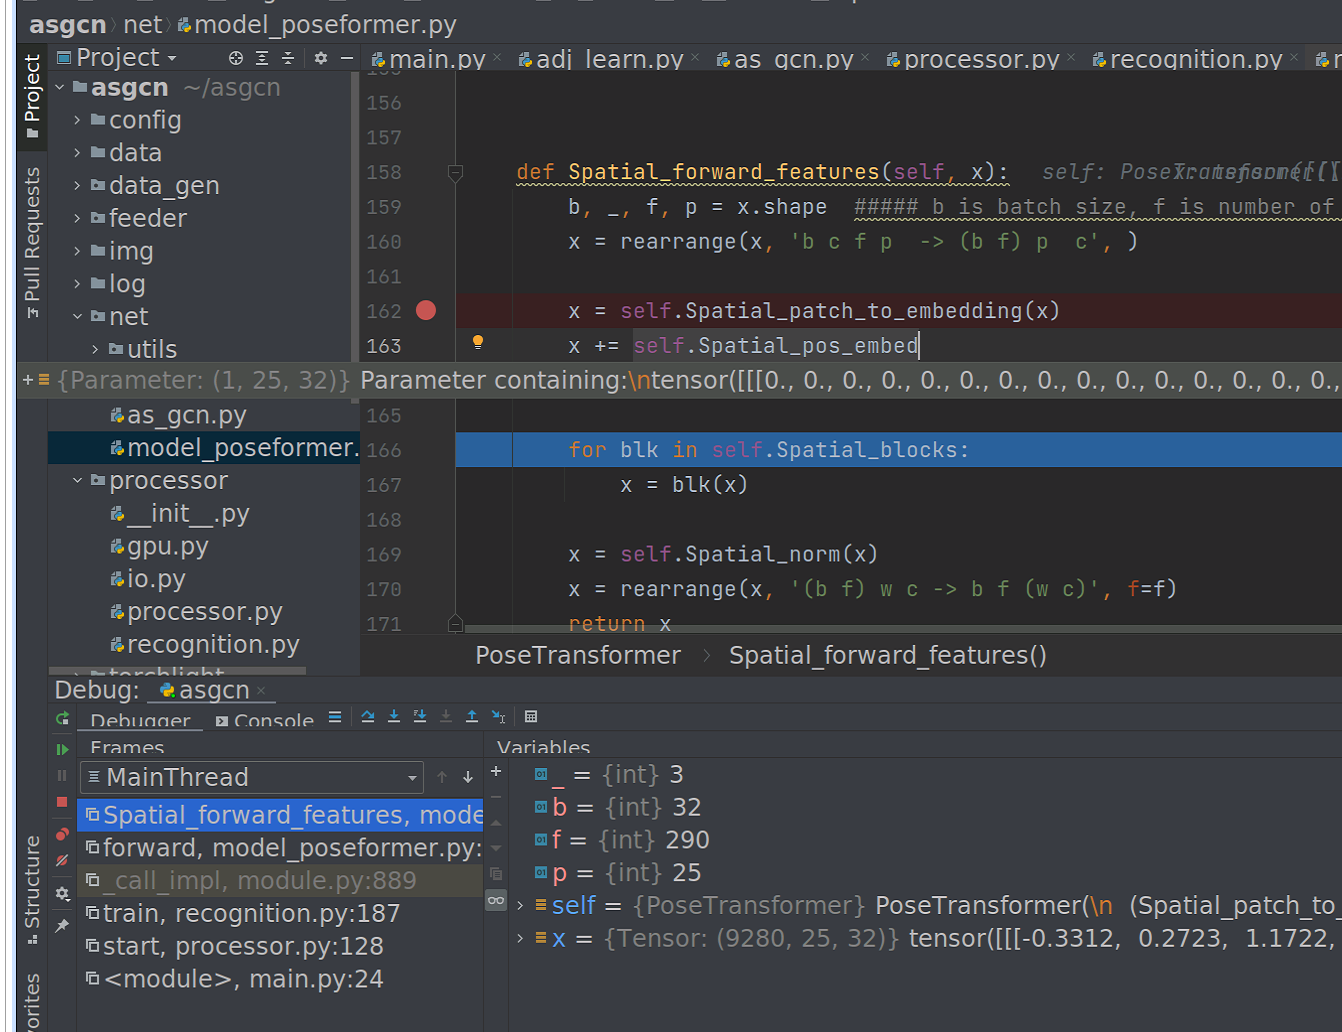 asgcn › net › model_poseformer.py
Project
main.py adj_learn.py as_gcn.py processor.py recognition.py
Project
Pull Requests
Structure
asgcn ~/asgcn
config
data
data_gen
feeder
img
log
net
utils
as_gcn.py
model_poseformer.
processor
__init__.py
gpu.py
io.py
processor.py
recognition.py
torchlight
156
157
158 def Spatial_forward_features(self, x): self:
159 b, _, f, p = x.shape ##### b is batch size, f is number of
160 x = rearrange(x, 'b c f p -> (b f) p c', )
161
162 x = self.Spatial_patch_to_embedding(x)
163 x += self.Spatial_pos_embed
+ {Parameter: (1, 25, 32)} Parameter containing:\ntensor([[[0., 0., 0., 0., 0., 0., 0., 0., 0., 0., 0., 0., 0., 0., 0.,
165
166 for blk in self.Spatial_blocks:
167 x = blk(x)
168
169 x = self.Spatial_norm(x)
170 x = rearrange(x, '(b f) w c -> b f (w c)', f=f)
171 return x
PoseTransformer › Spatial_forward_features()
Debug: asgcn
Debugger Console
Frames
MainThread
Spatial_forward_features, mode
forward, model_poseformer.py:
_call_impl, module.py:889
train, recognition.py:187
start, processor.py:128
<module>, main.py:24
Variables
_ = {int} 3
b = {int} 32
f = {int} 290
p = {int} 25
self = {PoseTransformer} PoseTransformer(\n (Spatial_patch_to_
x = {Tensor: (9280, 25, 32)} tensor([[[-0.3312, 0.2723, 1.1722,